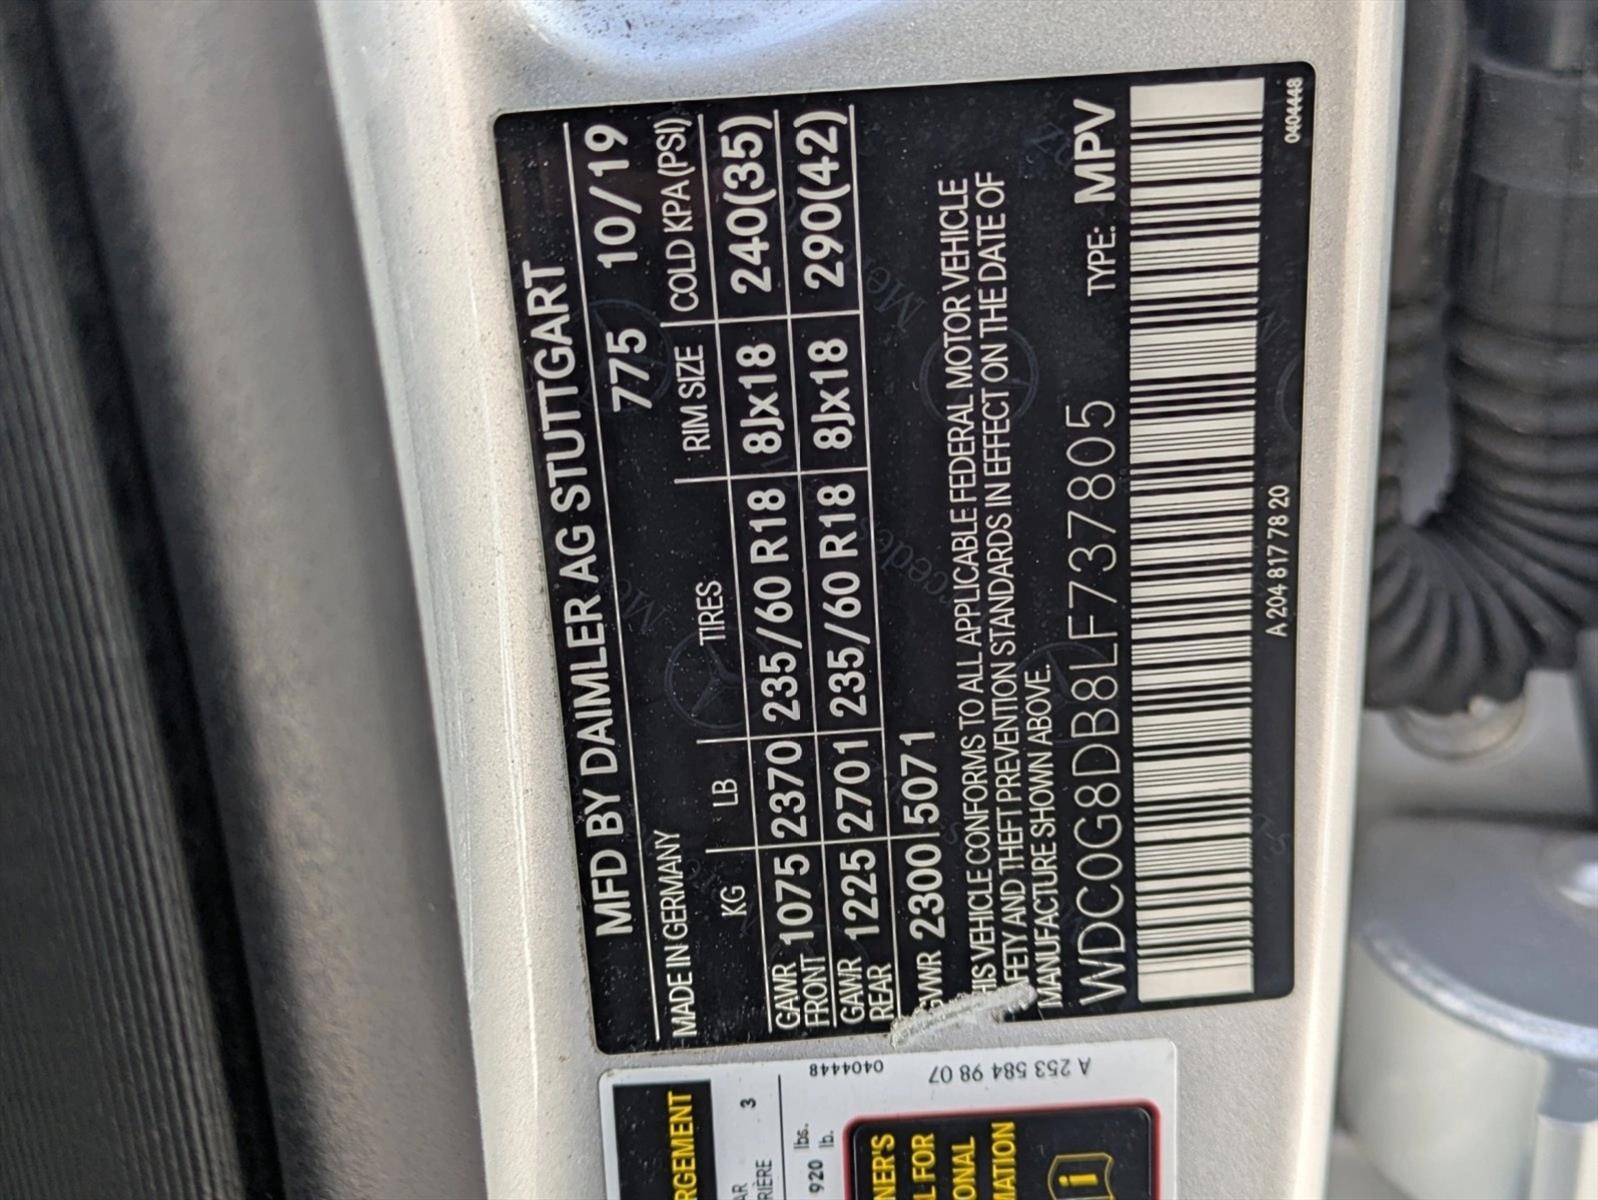 MFD BY DAIMLER AG STUTTGART
MADE IN GERMANY 775 10/19
KG LB TIRES RIM SIZE COLD KPA (PSI)
GAWR FRONT 1075 2370 235/60 R18 8Jx18 240(35)
GAWR REAR 1225 2701 235/60 R18 8Jx18 290(42)
GWR 2300 5071
HIS VEHICLE CONFORMS TO ALL APPLICABLE FEDERAL MOTOR VEHICLE
FETY AND THEFT PREVENTION STANDARDS IN EFFECT ON THE DATE OF
MANUFACTURE SHOWN ABOVE.
WDC0G8DB8LF737805 TYPE: MPV
A 204 817 78 20 0404448
RGEMENT
AR
RIÈRE 3
920 lbs.
lb.
0404448
A 253 584 98 07
NER'S
L FOR
ONAL
MATION
i